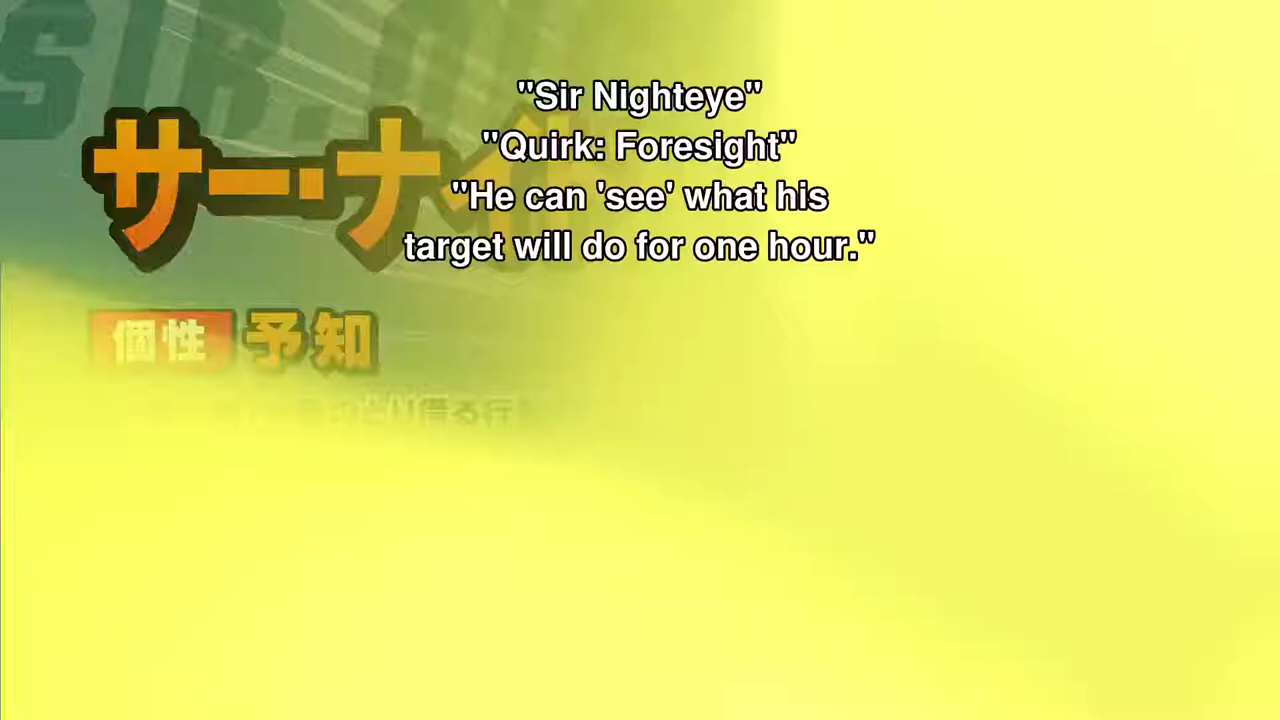 SIR.
"Sir Nighteye"
"Quirk: Foresight"
"He can 'see' what his
target will do for one hour."
サー・ナイ
個性 予知